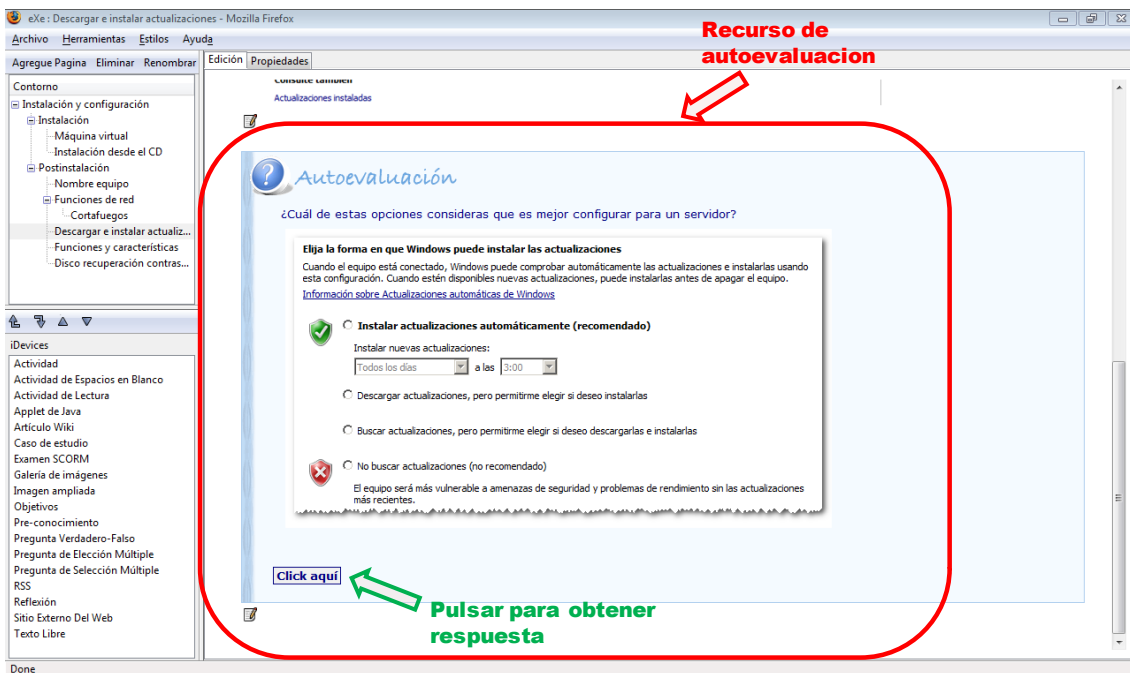 eXe : Descargar e instalar actualizaciones - Mozilla Firefox
Archivo Herramientas Estilos Ayuda
Agregue Pagina Eliminar Renombrar
Contorno
Instalación y configuración
Instalación
Máquina virtual
Instalación desde el CD
Postinstalación
Nombre equipo
Funciones de red
Cortafuegos
Descargar e instalar actualiz...
Funciones y características
Disco recuperación contras...
iDevices
Actividad
Actividad de Espacios en Blanco
Actividad de Lectura
Applet de Java
Artículo Wiki
Caso de estudio
Examen SCORM
Galería de imágenes
Imagen ampliada
Objetivos
Pre-conocimiento
Pregunta Verdadero-Falso
Pregunta de Elección Múltiple
Pregunta de Selección Múltiple
RSS
Reflexión
Sitio Externo Del Web
Texto Libre
Edición Propiedades
Recurso de
autoevaluacion
Consulte también
Actualizaciones instaladas
Autoevaluación
¿Cuál de estas opciones consideras que es mejor configurar para un servidor?
Elija la forma en que Windows puede instalar las actualizaciones
Cuando el equipo está conectado, Windows puede comprobar automáticamente las actualizaciones e instalarlas usando
esta configuración. Cuando estén disponibles nuevas actualizaciones, puede instalarlas antes de apagar el equipo.
Información sobre Actualizaciones automáticas de Windows
Instalar actualizaciones automáticamente (recomendado)
Instalar nuevas actualizaciones:
Todos los días a las 3:00
Descargar actualizaciones, pero permitirme elegir si deseo instalarlas
Buscar actualizaciones, pero permitirme elegir si deseo descargarlas e instalarlas
No buscar actualizaciones (no recomendado)
El equipo será más vulnerable a amenazas de seguridad y problemas de rendimiento sin las actualizaciones
más recientes.
Click aquí
Pulsar para obtener
respuesta
Done